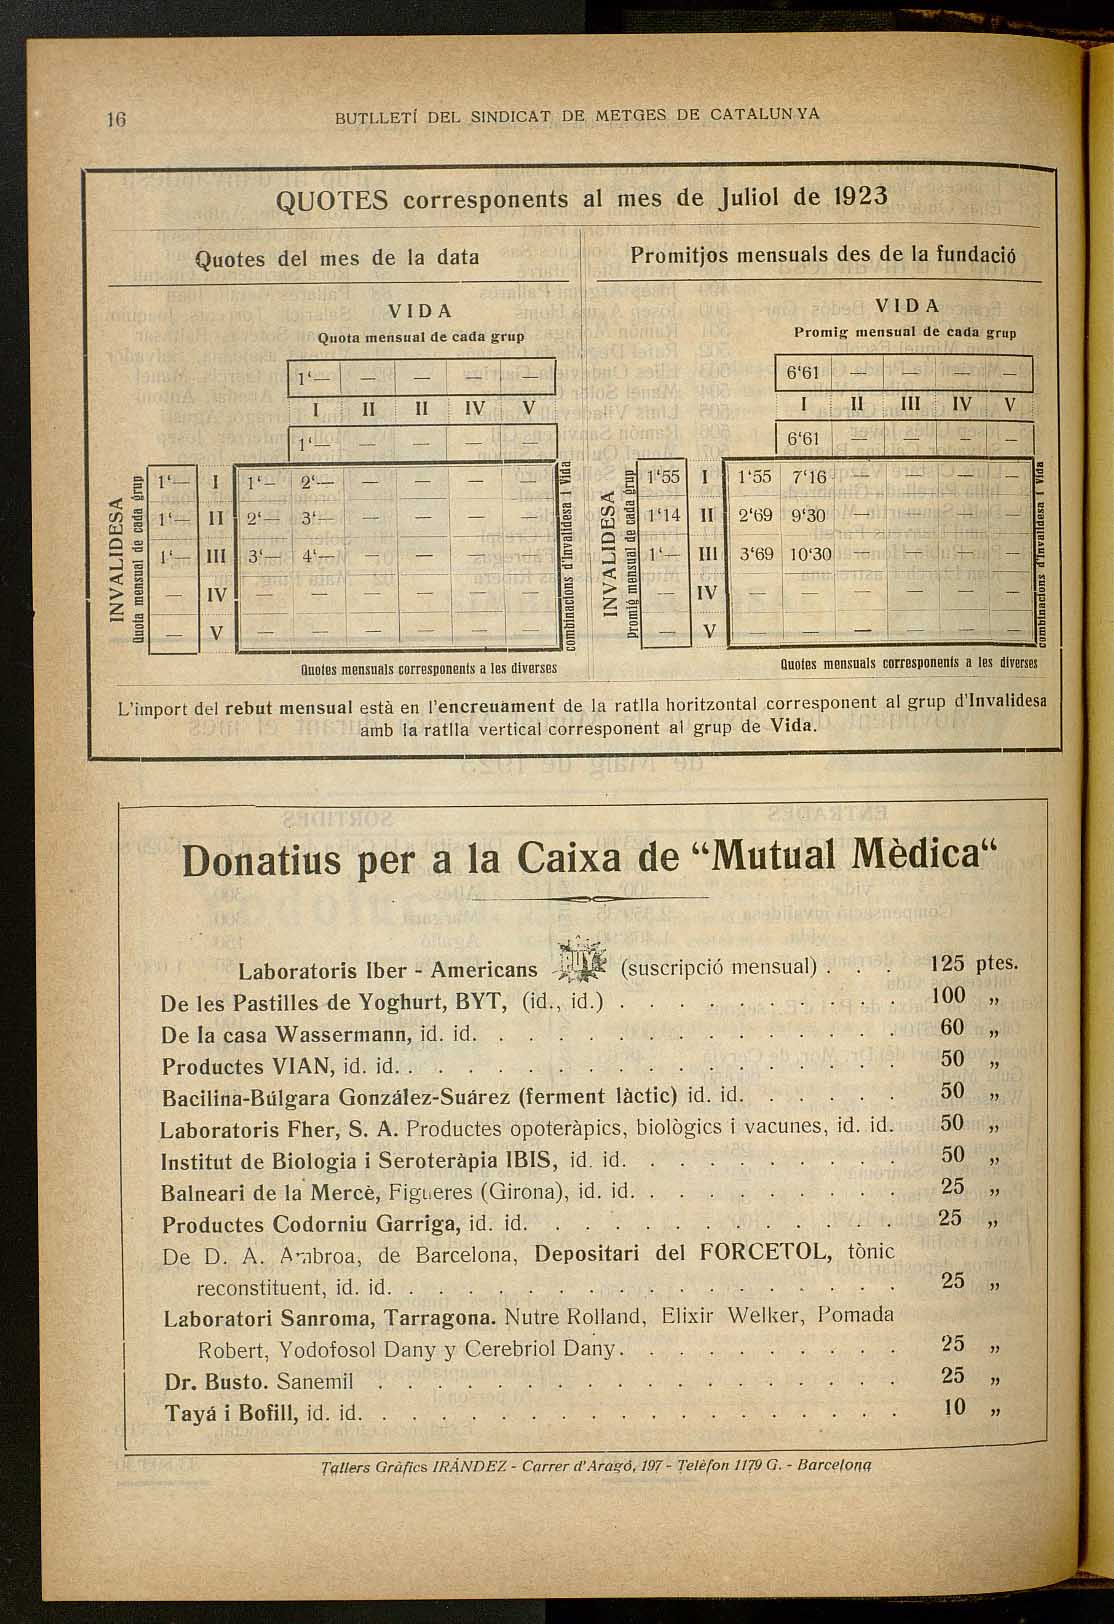 16
BUTLLETÍ DEL SINDICAT DE METGES DE CATALUNYA
QUOTES corresponents al mes de Juliol de 1923
Quotes del mes de la data
VIDA
Quota mensual de cada grup
1‘— — — — —
I II II IV V
1‘— — — — —
INVALIDESA
Quota mensual de cada grup
1‘— I 1‘— 2‘— — — —
1‘— II 2‘— 3‘— — — —
1‘— III 3‘— 4‘— — — —
— IV — — — — —
— V — — — — —
combinacions d'Invalidesa i Vida
Quotes mensuals corresponents a les diverses
Promitjos mensuals des de la fundació
VIDA
Promig mensual de cada grup
6‘61 — — — —
I II III IV V
6‘61 — — — —
INVALIDESA
Promig mensual de cada grup
1‘55 I 1‘55 7‘16 — — —
1‘14 II 2‘69 9‘30 — — —
1‘— III 3‘69 10‘30 — — —
— IV — — — — —
— V — — — — —
combinacions d'Invalidesa i Vida
Quotes mensuals corresponents a les diverses
L'import del rebut mensual està en l'encreuament de la ratlla horitzontal corresponent al grup d'Invalidesa
amb la ratlla vertical corresponent al grup de Vida.
Donatius per a la Caixa de “Mutual Mèdica“
Laboratoris Iber - Americans (suscripció mensual) . . . 125 ptes.
De les Pastilles de Yoghurt, BYT, (id., id.) . . . . . . . . . . 100 „
De la casa Wassermann, id. id. . . . . . . . . . . . . . . 60 „
Productes VIAN, id. id. . . . . . . . . . . . . . . . . . 50 „
Bacilina-Búlgara González-Suárez (ferment làctic) id. id. . . . . . 50 „
Laboratoris Fher, S. A. Productes opoteràpics, biològics i vacunes, id. id. 50 „
Institut de Biologia i Seroteràpia IBIS, id. id. . . . . . . . . . 50 „
Balneari de la Mercè, Figueres (Girona), id. id. . . . . . . . . . 25 „
Productes Codorniu Garriga, id. id. . . . . . . . . . . . . 25 „
De D. A. Ambroa, de Barcelona, Depositari del FORCETOL, tònic
reconstituent, id. id. . . . . . . . . . . . . . . . . . 25 „
Laboratori Sanroma, Tarragona. Nutre Rolland, Elixir Welker, Pomada
Robert, Yodofosol Dany y Cerebriol Dany. . . . . . . . . . 25 „
Dr. Busto. Sanemil . . . . . . . . . . . . . . . . . . 25 „
Tayá i Bofill, id. id. . . . . . . . . . . . . . . . . . . 10 „
Tallers Gràfics IRÀNDEZ - Carrer d'Aragó, 197 - Telèfon 1179 G. - Barcelona